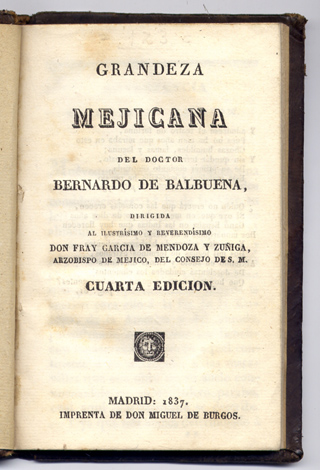 GRANDEZA
MEJICANA
DEL DOCTOR
BERNARDO DE BALBUENA,
DIRIGIDA
AL ILUSTRÍSIMO Y REVERENDÍSIMO
DON FRAY GARCIA DE MENDOZA Y ZUÑIGA,
ARZOBISPO DE MEJICO, DEL CONSEJO DE S. M.
CUARTA EDICION.
MADRID: 1837.
IMPRENTA DE DON MIGUEL DE BURGOS.